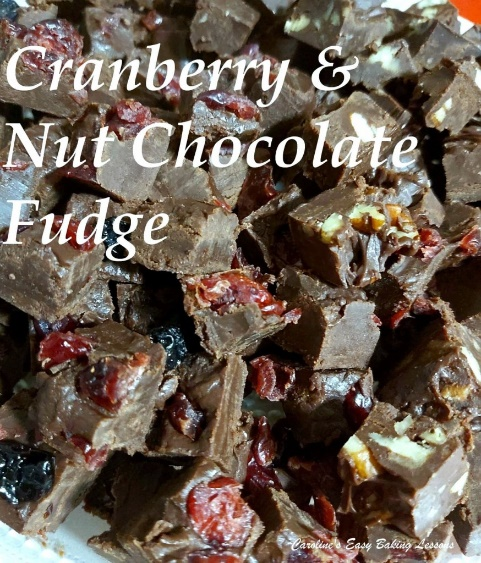 Cranberry &
Nut Chocolate
Fudge
Caroline's Easy Baking Lessons